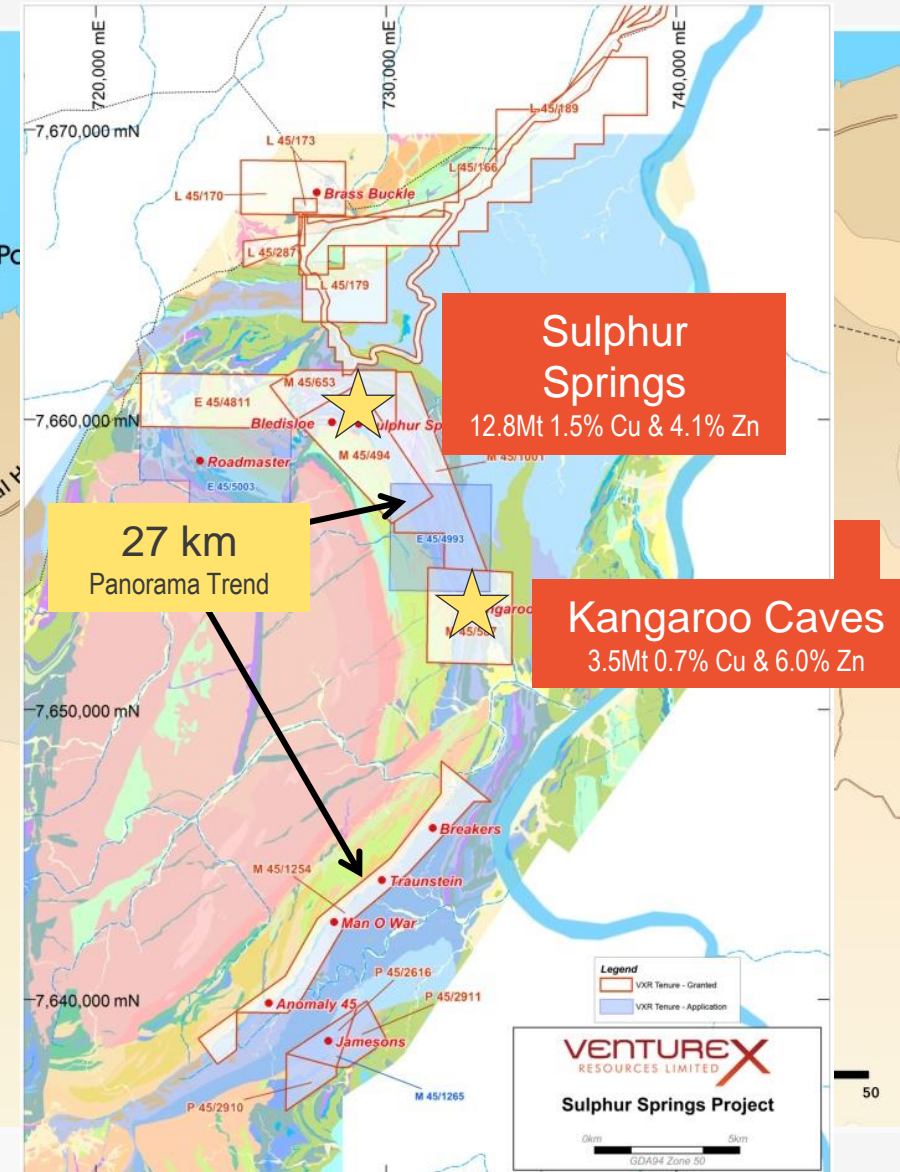 720,000 mE
730,000 mE
740,000 mE
7,670,000 mN
L 45/189
L 45/173
L 45/166
L 45/170
Brass Buckle
L 45/287
L 45/179
Sulphur
Springs
12.8Mt 1.5% Cu & 4.1% Zn
M 45/653
E 45/4811
7,660,000 mN
Bledisloe
M 45/494
M 45/1001
Roadmaster
E 45/5003
27 km
Panorama Trend
E 45/4993
Kangaroo Caves
3.5Mt 0.7% Cu & 6.0% Zn
7,650,000 mN
Breakers
M 45/1254
Traunstein
Man O War
P 45/2616
P 45/2911
7,640,000 mN
Anomaly 45
Jamesons
P 45/2910
M 45/1265
Legend
VXR Tenure - Granted
VXR Tenure - Application
VENTUREX
RESOURCES LIMITED
Sulphur Springs Project
0km 5km
GDA94 Zone 50
50